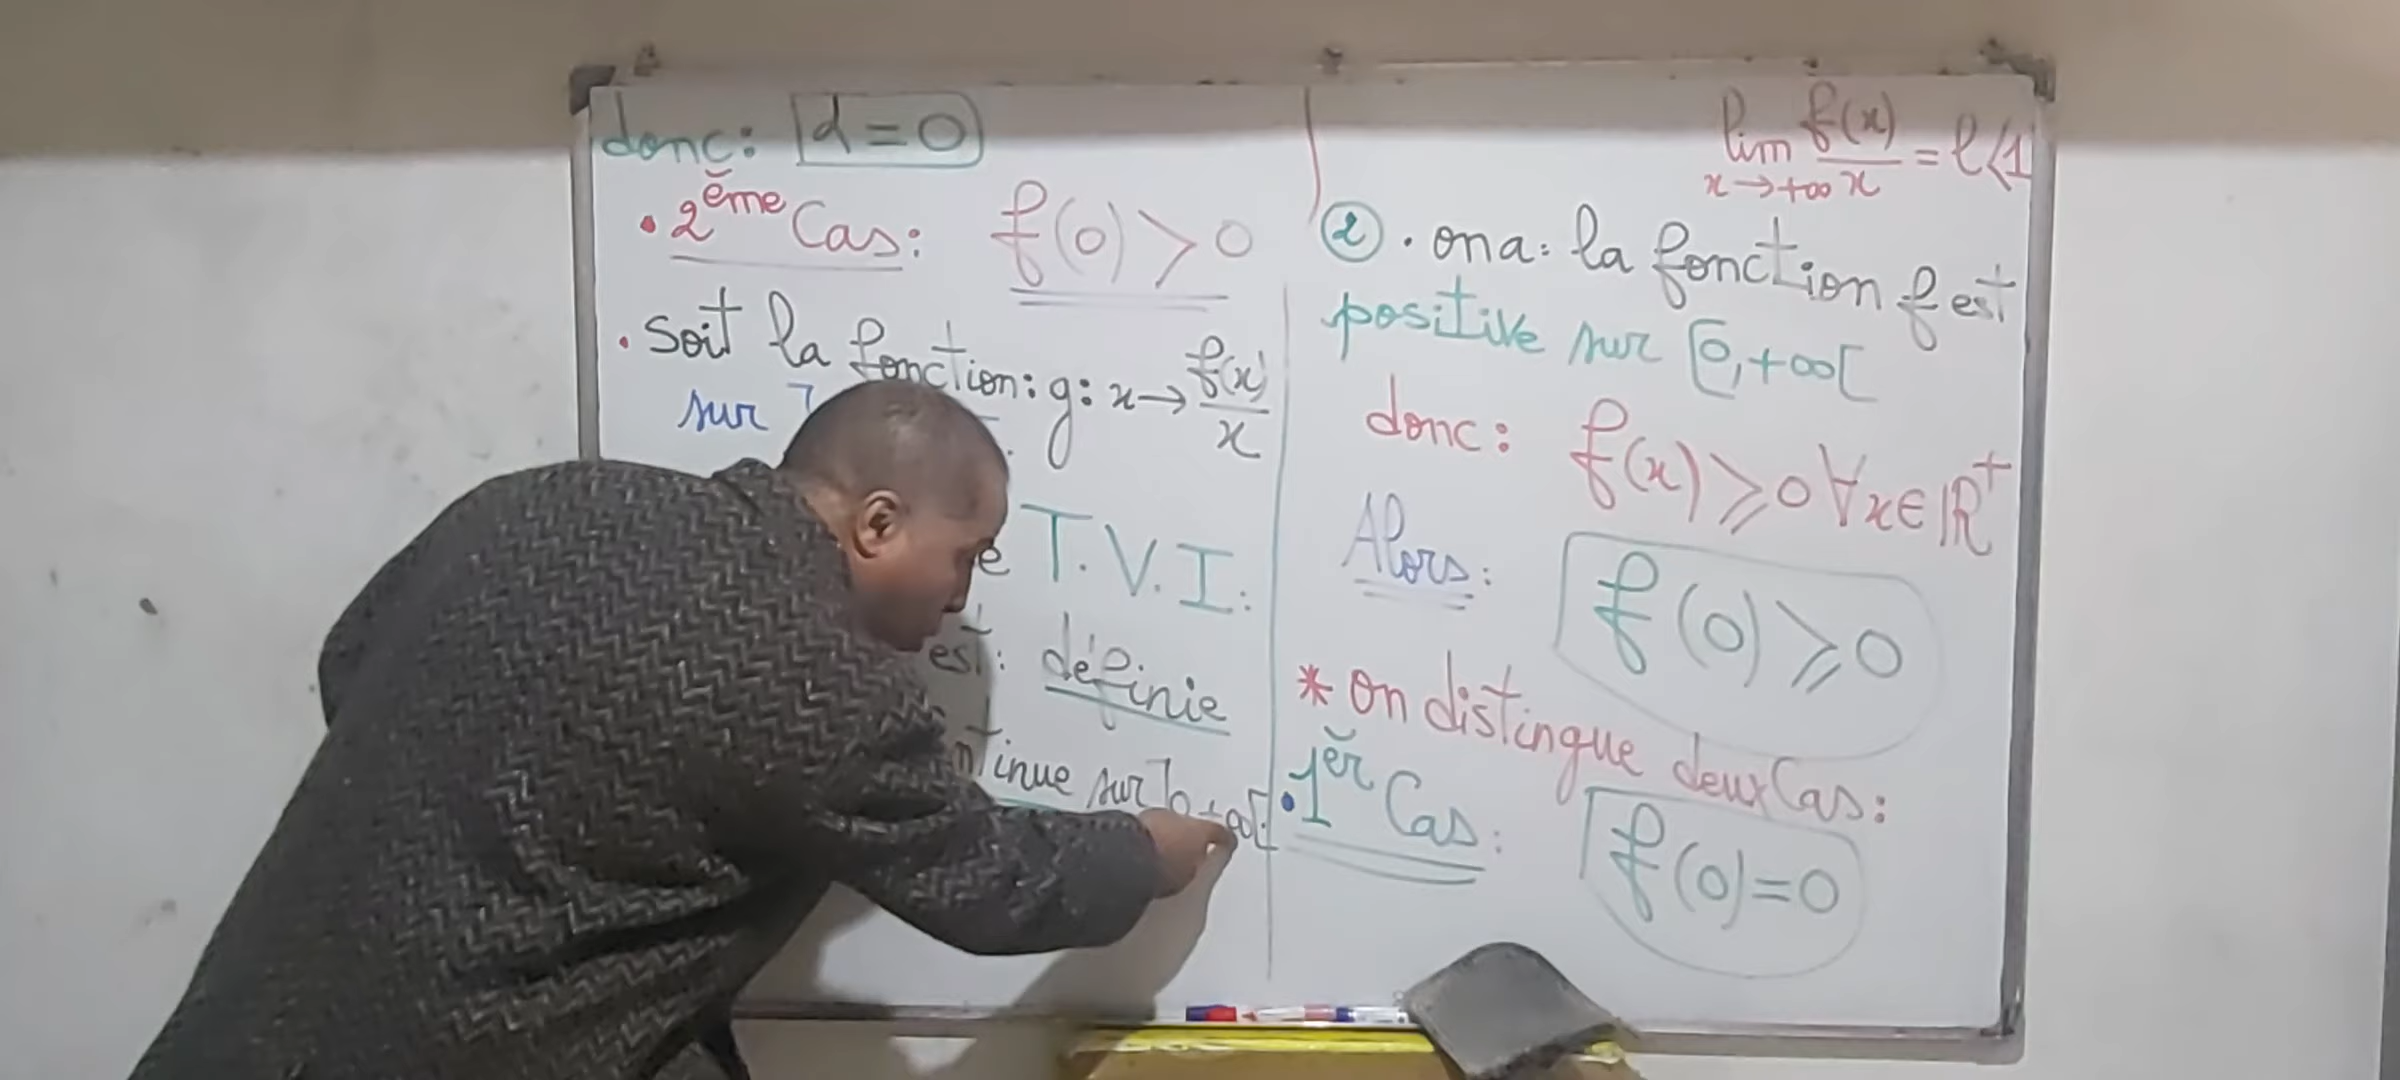 donc: α = 0
• 2ème Cas: f(0) > 0
• Soit la fonction: g: x → f(x)/x
sur
T.V.I:
est: définie
continue sur ]0,+∞[.
lim x→+∞ f(x)/x = l < 1
② • on a: la fonction f est
positive sur [0,+∞[
donc: f(x) ⩾ 0 ∀x∈ℝ⁺
Alors: f(0) ⩾ 0
* on distingue deux Cas:
• 1er Cas: f(0) = 0